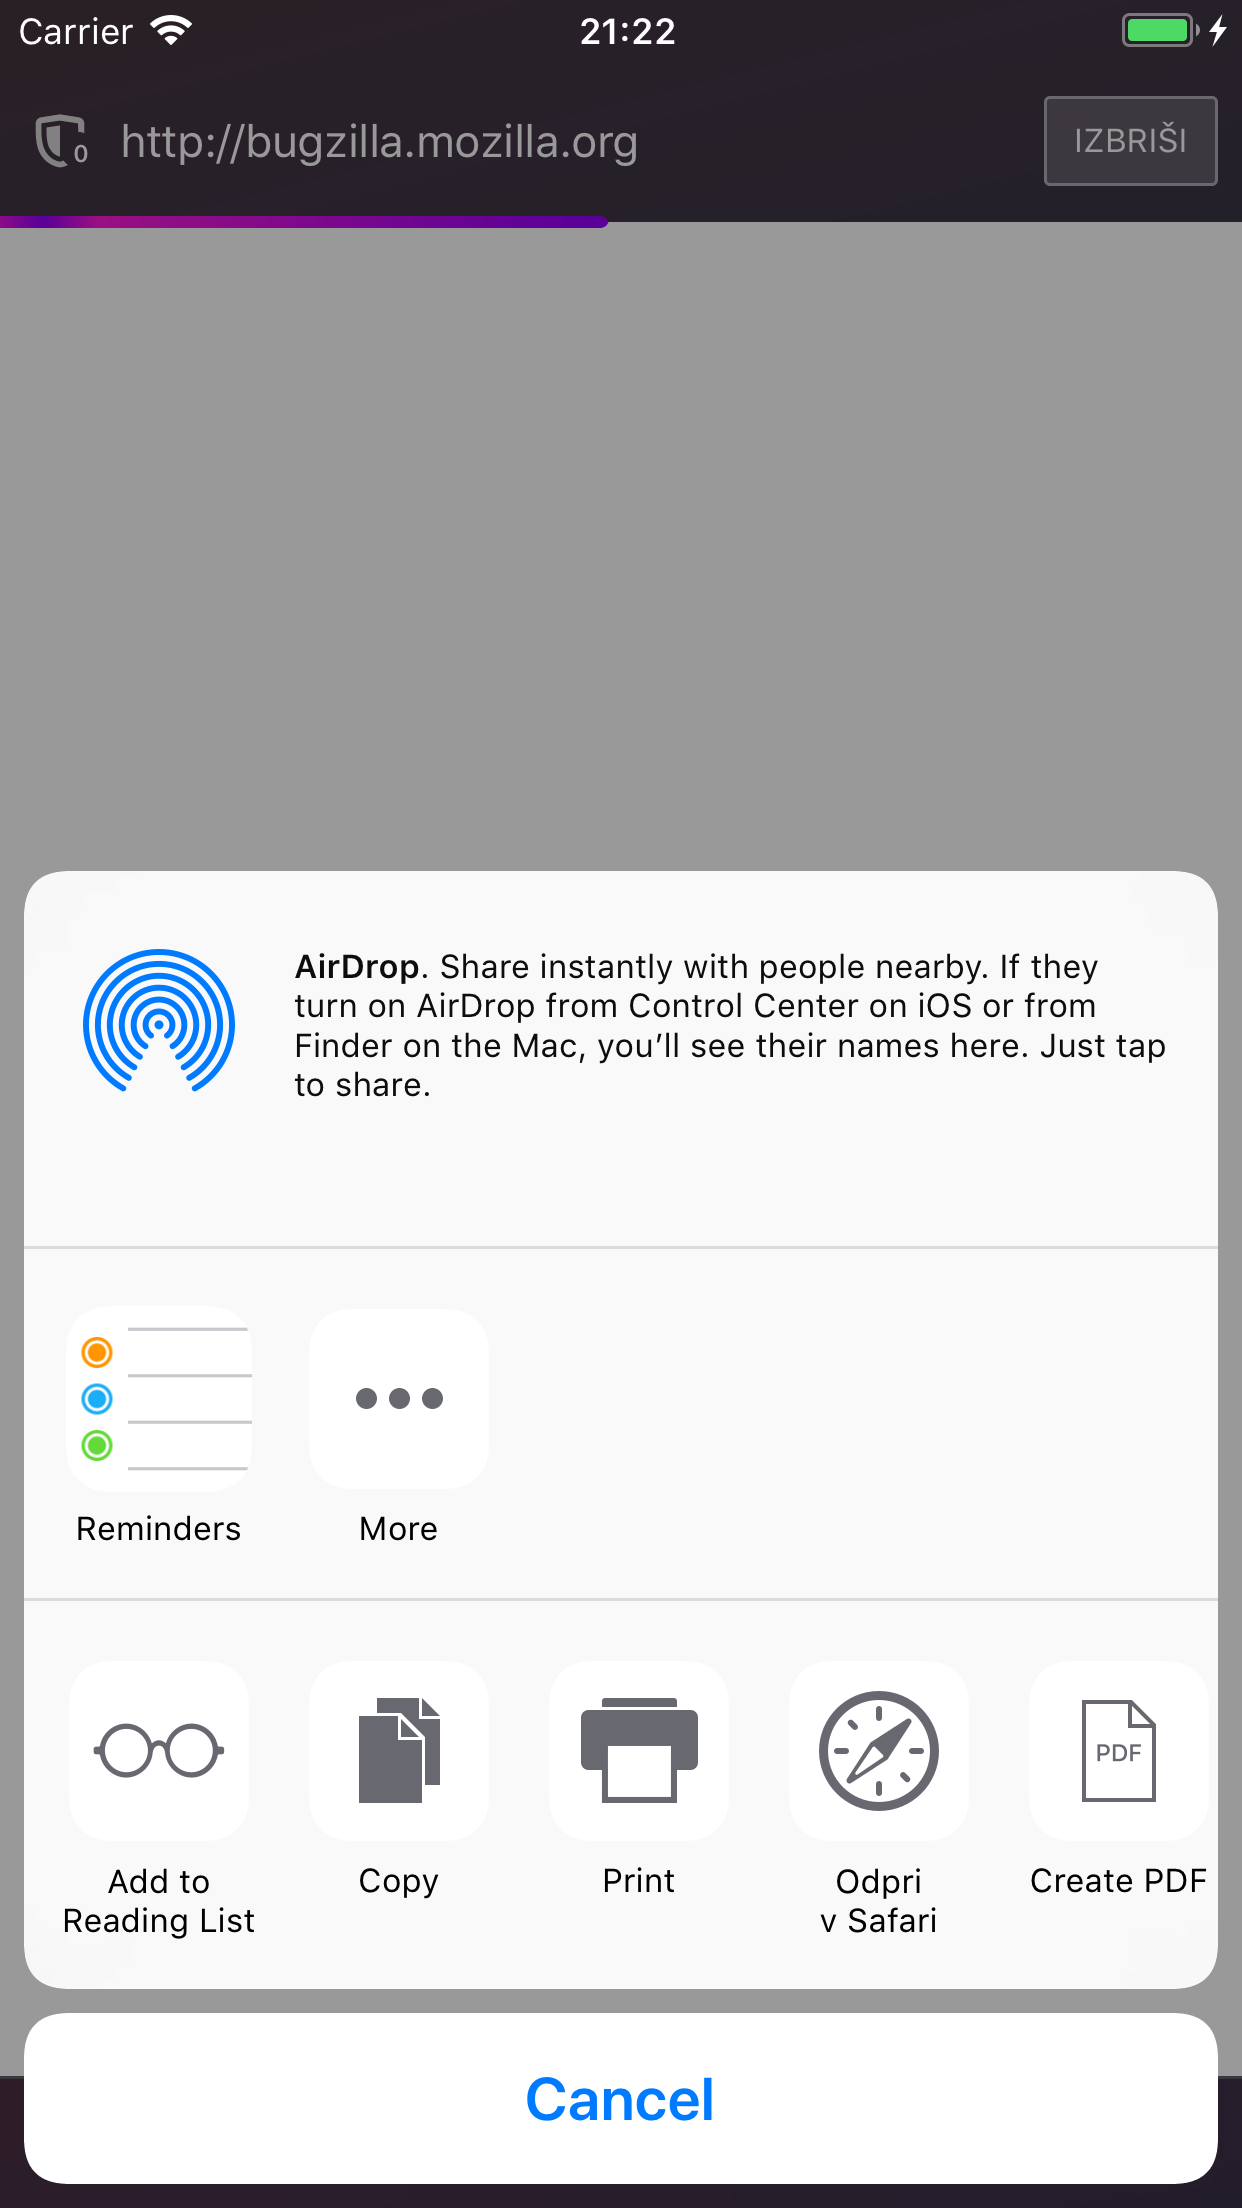 Carrier
21:22
0
http://bugzilla.mozilla.org
IZBRIŠI
AirDrop. Share instantly with people nearby. If they
turn on AirDrop from Control Center on iOS or from
Finder on the Mac, you’ll see their names here. Just tap
to share.
Reminders
More
PDF
Add to
Reading List
Copy
Print
Odpri
v Safari
Create PDF
Cancel